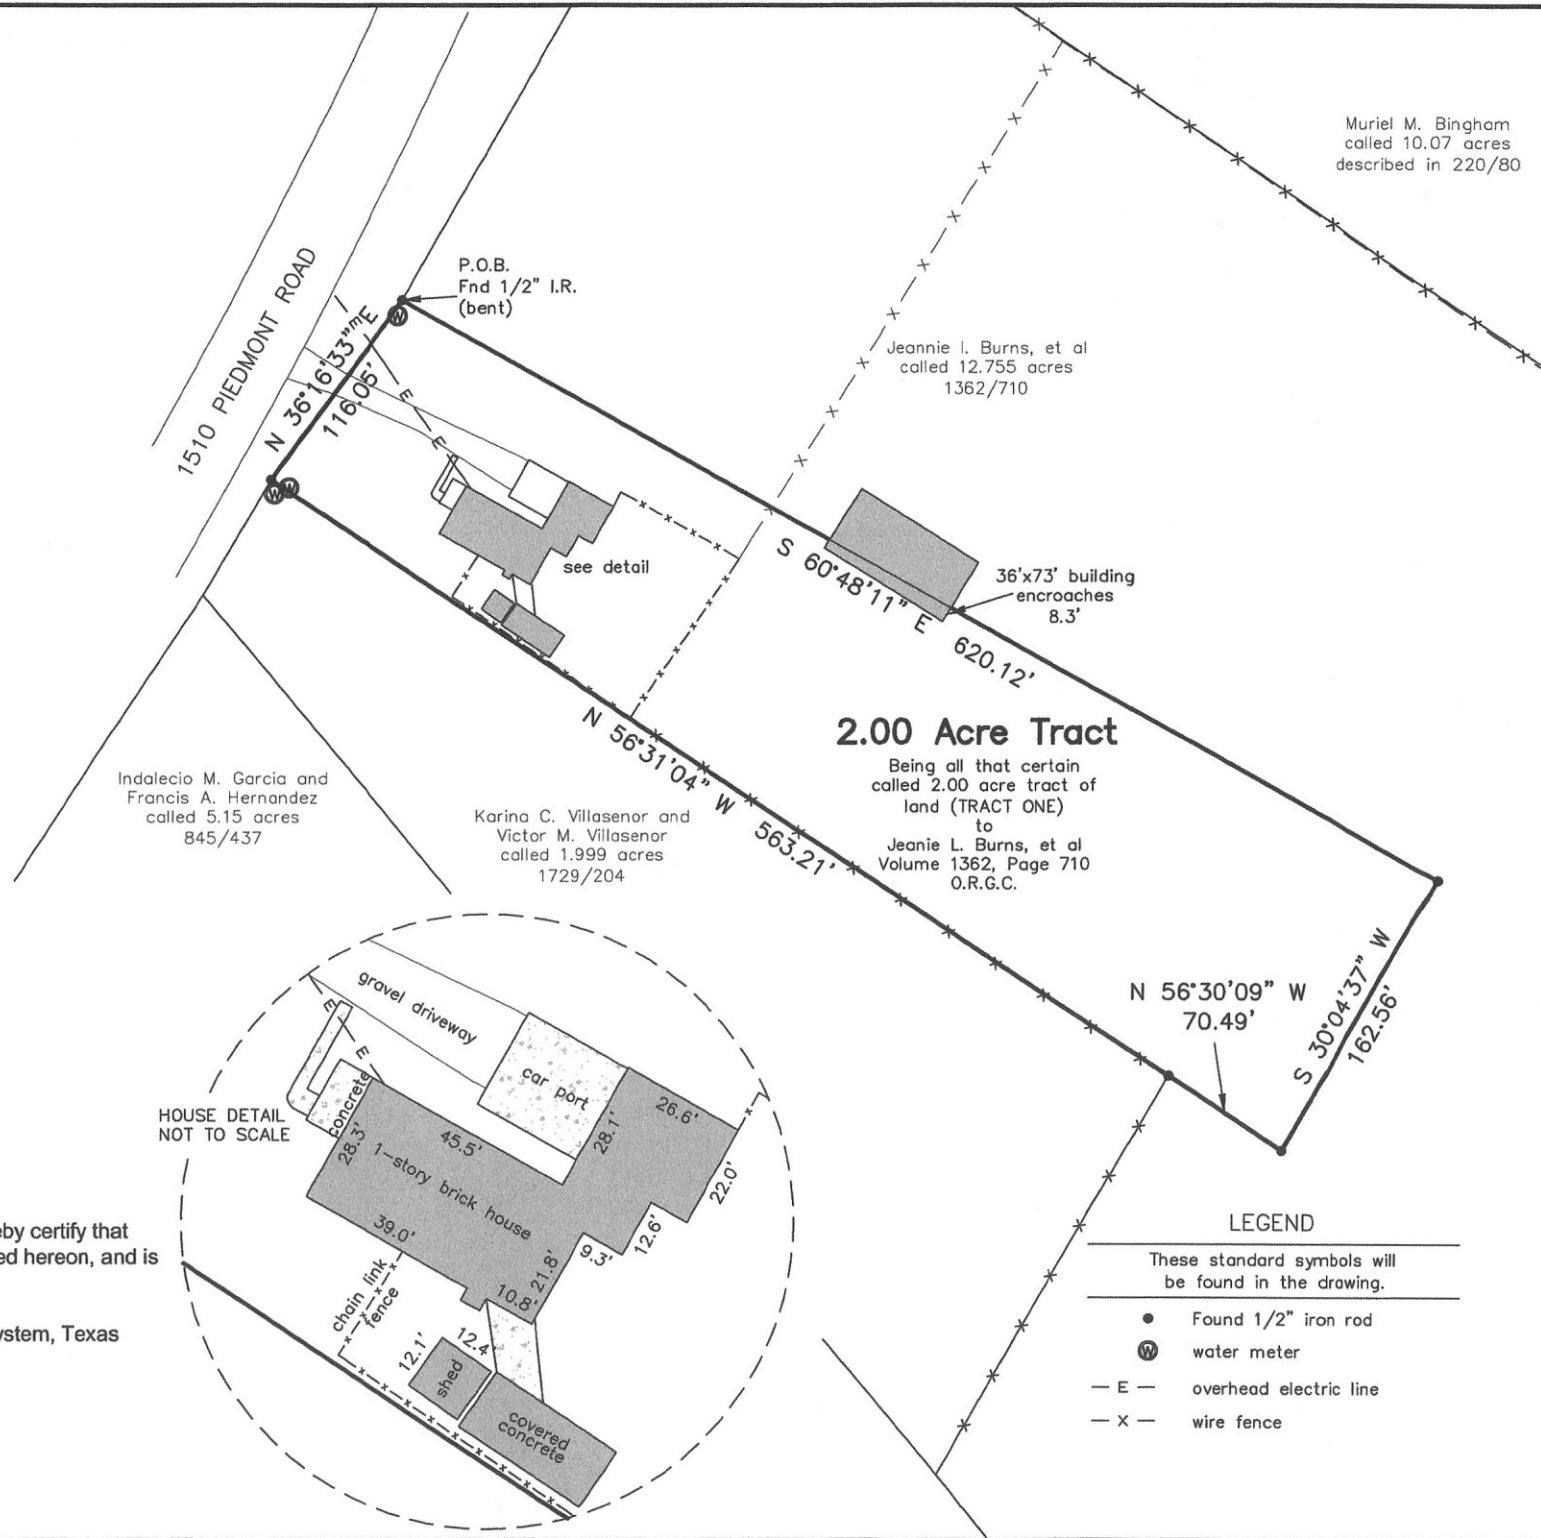 Muriel M. Bingham
called 10.07 acres
described in 220/80
P.O.B.
Fnd 1/2" I.R.
(bent)
1510 PIEDMONT ROAD
N 36°16'33" E
116.05'
E
E
E
W
W
W
Jeannie I. Burns, et al
called 12.755 acres
1362/710
see detail
S 60°48'11" E 620.12'
36'x73' building
encroaches
8.3'
2.00 Acre Tract
Being all that certain
called 2.00 acre tract of
land (TRACT ONE)
to
Jeanie L. Burns, et al
Volume 1362, Page 710
O.R.G.C.
N 56°31'04" W 563.21'
Indalecio M. Garcia and
Francis A. Hernandez
called 5.15 acres
845/437
Karina C. Villasenor and
Victor M. Villasenor
called 1.999 acres
1729/204
N 56°30'09" W
70.49'
S 30°04'37" W
162.56'
gravel driveway
E
E
car port
concrete
HOUSE DETAIL
NOT TO SCALE
28.3'
45.5'
28.1'
26.6'
1-story brick house
22.0'
39.0'
12.6'
9.3'
21.8'
10.8'
chain link
fence
12.1'
12.4'
shed
covered
concrete
eby certify that
ed hereon, and is
ystem, Texas
LEGEND
These standard symbols will
be found in the drawing.
Found 1/2" iron rod
W water meter
— E — overhead electric line
— X — wire fence